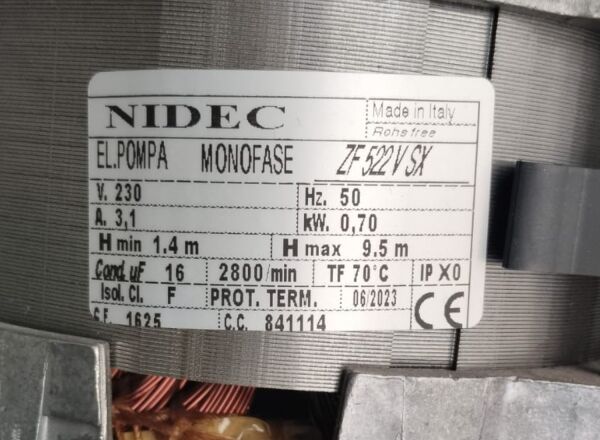 NIDEC Made in Italy
Rohs free
EL.POMPA MONOFASE ZF 522 V SX
V. 230 Hz. 50
A. 3,1 kW. 0,70
H min 1.4 m H max 9.5 m
Cond. uF 16 2800/min TF 70°C IP X0
Isol. Cl. F PROT. TERM. 06/2023 CE
C.F. 1625 C.C. 841114